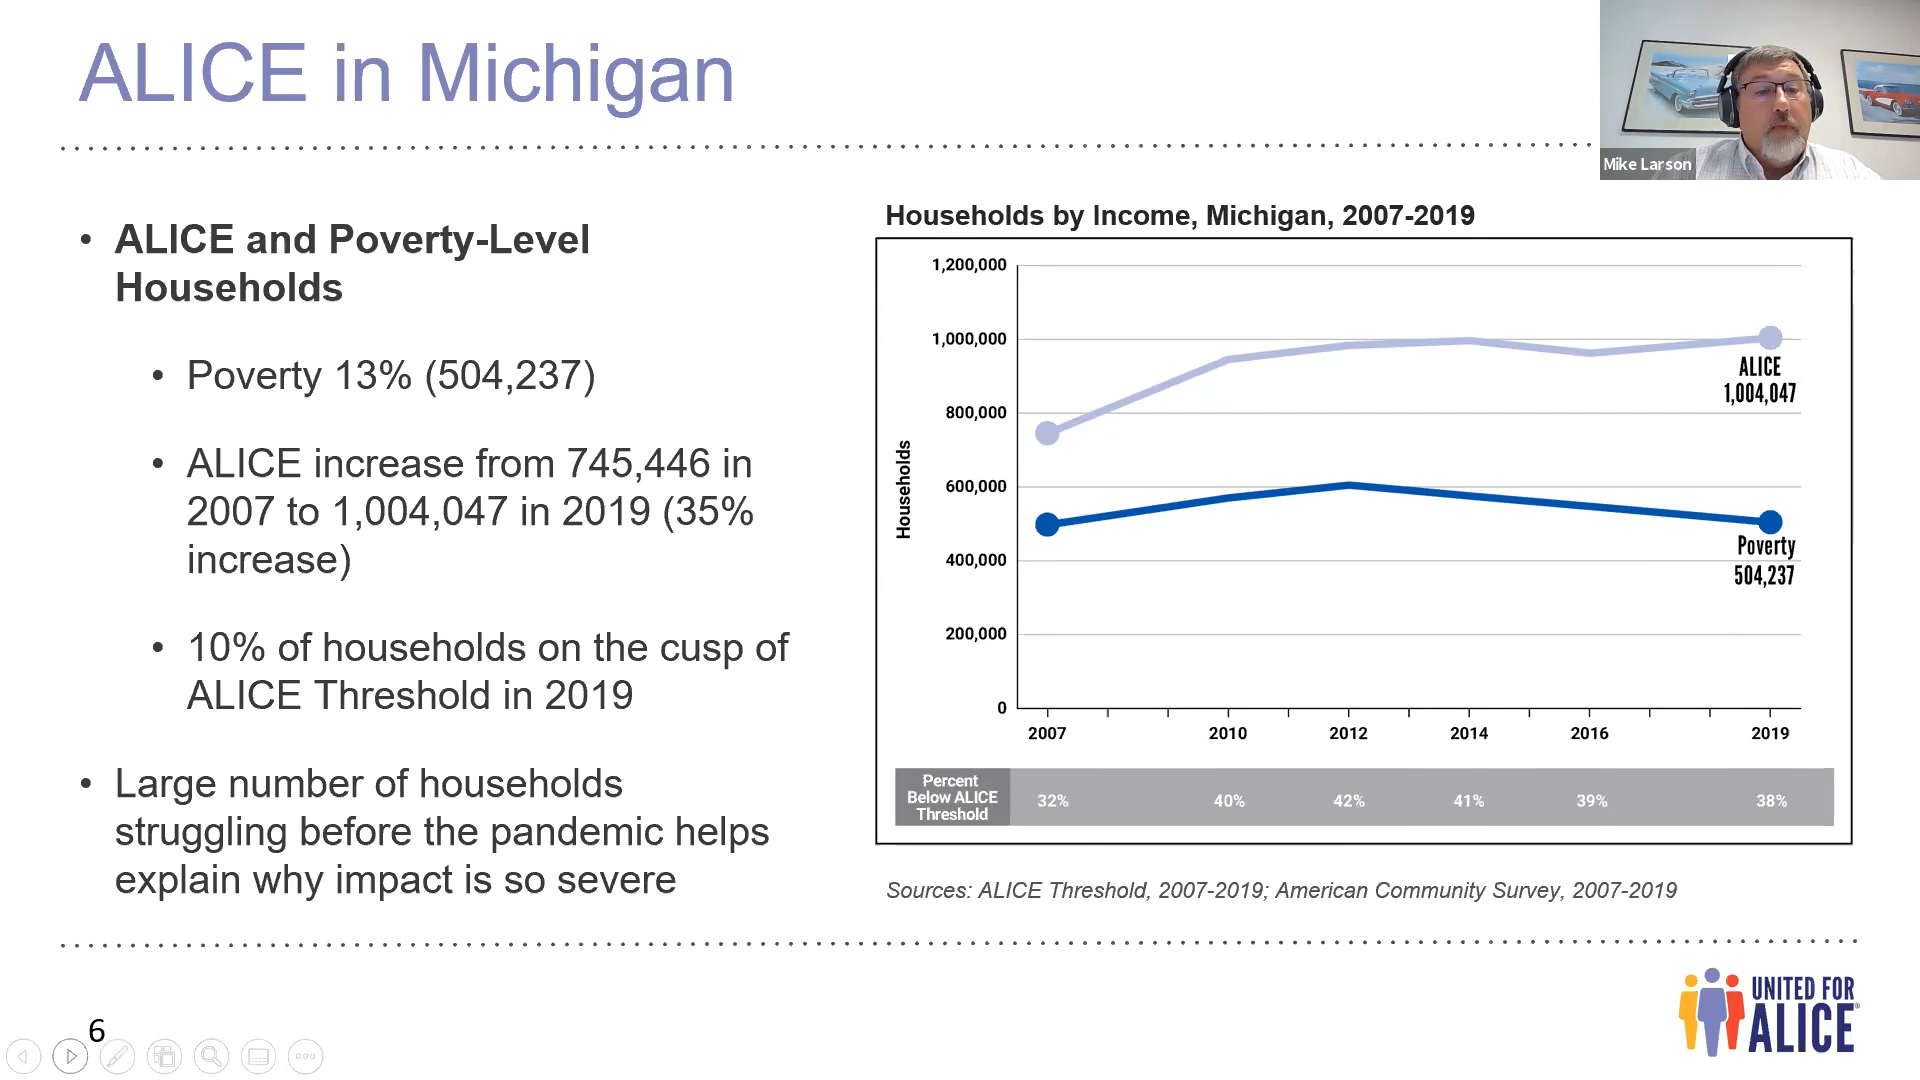 ALICE in Michigan
Mike Larson
• ALICE and Poverty-Level
Households
• Poverty 13% (504,237)
• ALICE increase from 745,446 in
2007 to 1,004,047 in 2019 (35%
increase)
• 10% of households on the cusp of
ALICE Threshold in 2019
• Large number of households
struggling before the pandemic helps
explain why impact is so severe
Households by Income, Michigan, 2007-2019
1,200,000
1,000,000
800,000
600,000
400,000
200,000
0
Households
ALICE
1,004,047
Poverty
504,237
2007 2010 2012 2014 2016 2019
Percent
Below ALICE
Threshold
32% 40% 42% 41% 39% 38%
Sources: ALICE Threshold, 2007-2019; American Community Survey, 2007-2019
6
UNITED FOR
ALICE®